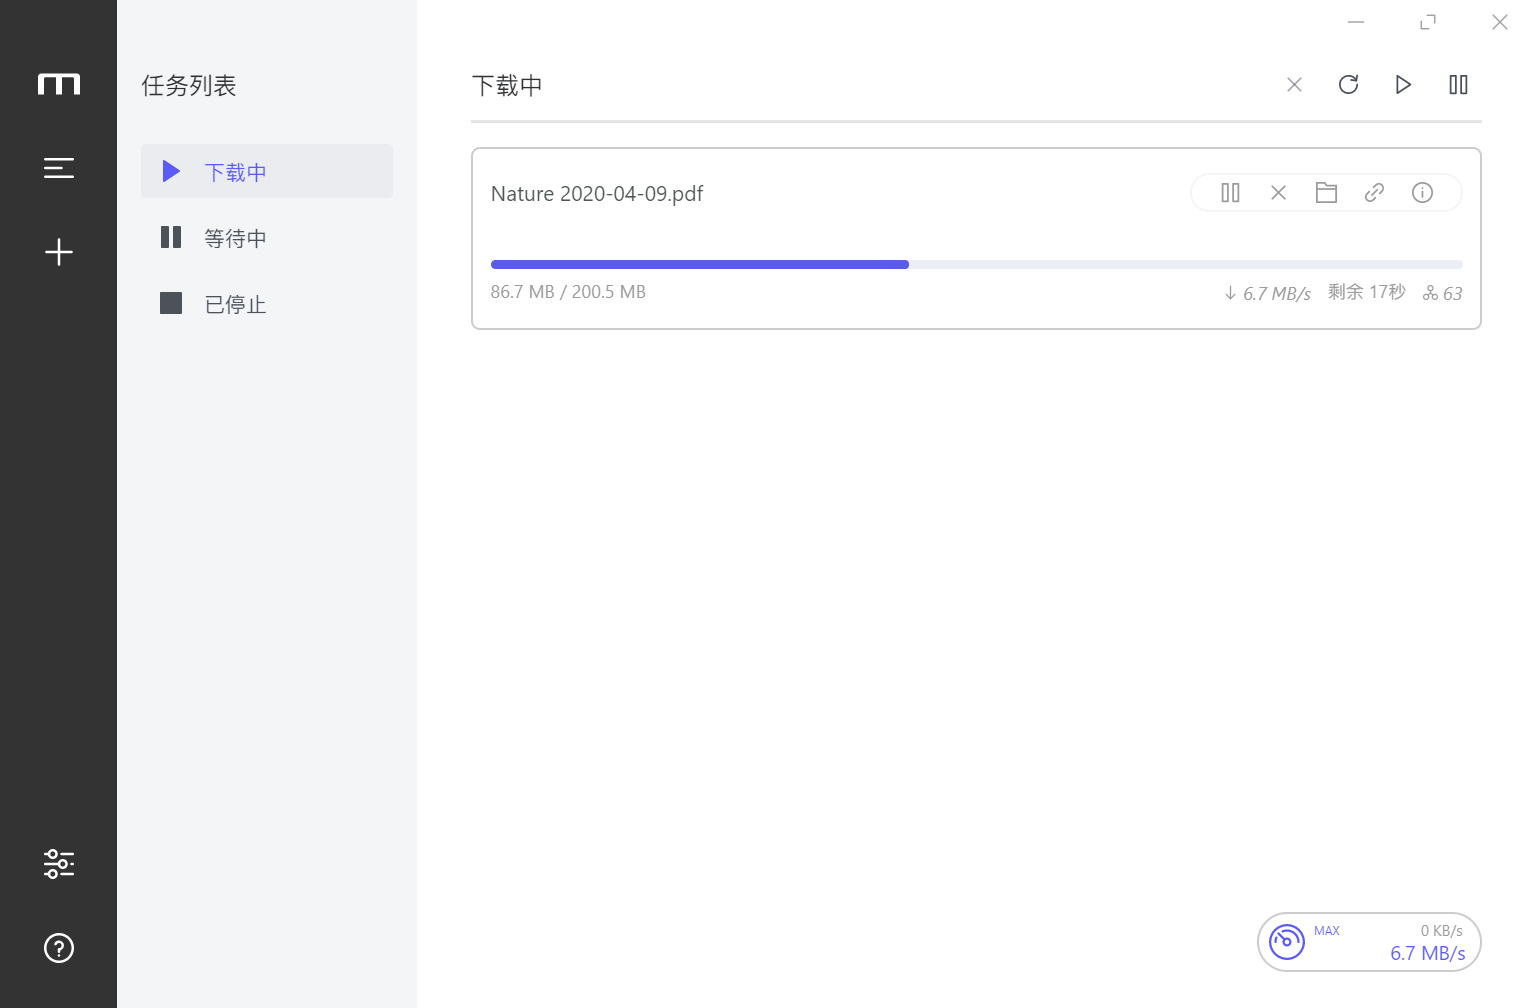 任务列表
下载中
等待中
已停止
下载中
Nature 2020-04-09.pdf
86.7 MB / 200.5 MB
6.7 MB/s 剩余 17秒 63
MAX 0 KB/s
6.7 MB/s